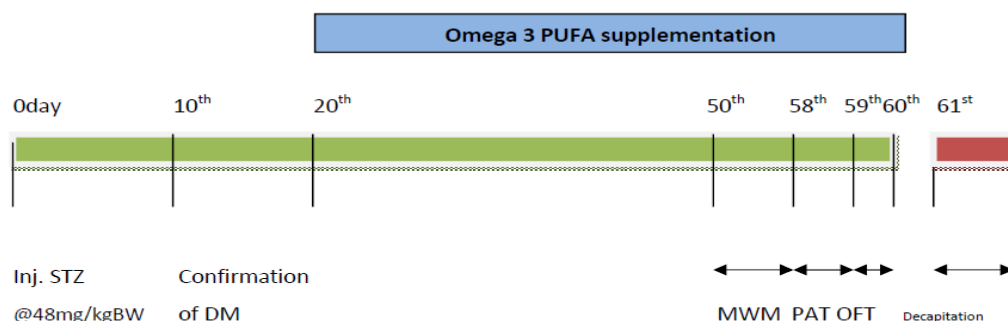 Omega 3 PUFA supplementation
0day 10th 20th 50th 58th 59th 60th 61st
Inj. STZ Confirmation
@48mg/kgBW of DM MWM PAT OFT Decapitation